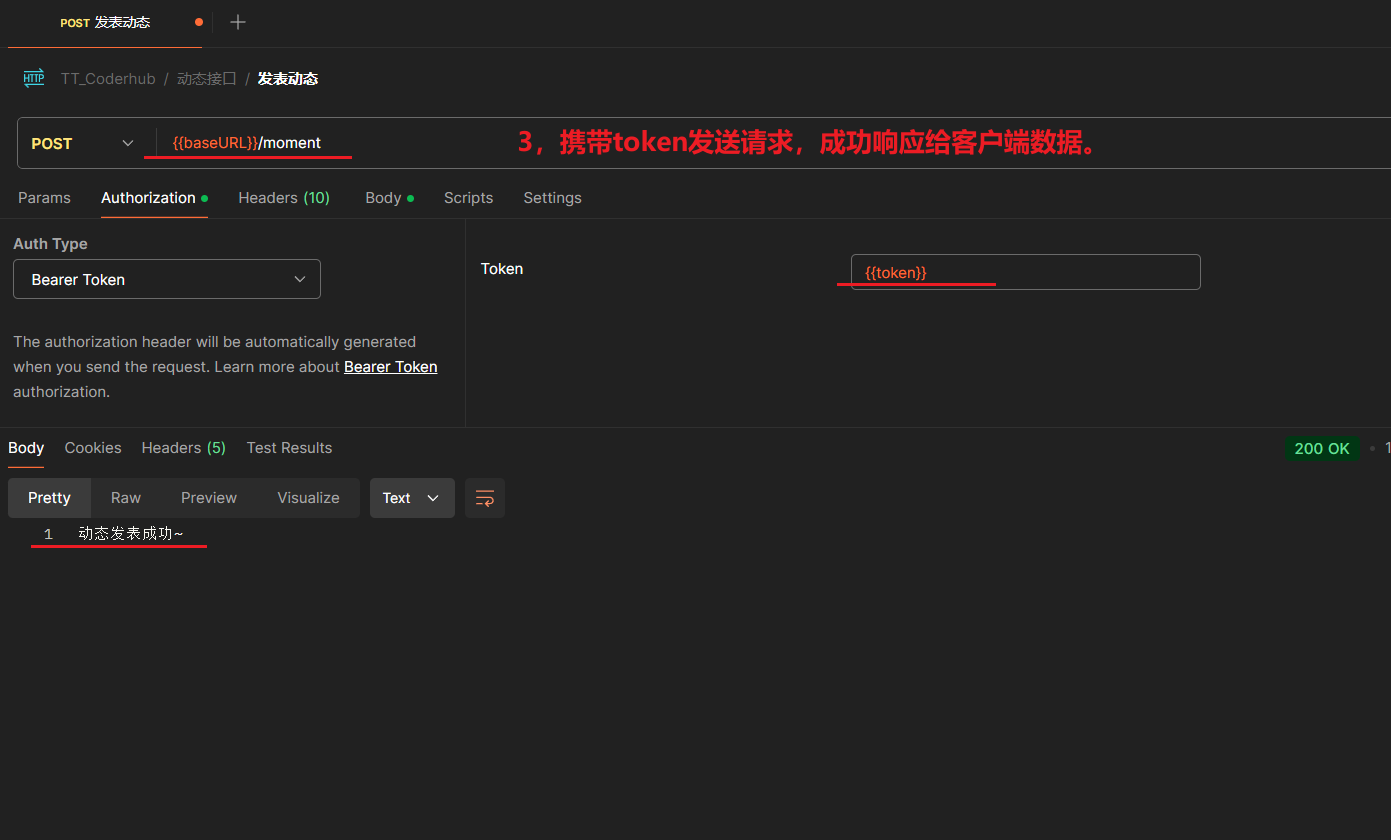 POST 发表动态
HTTP TT_Coderhub / 动态接口 / 发表动态
POST {{baseURL}}/moment 3，携带token发送请求，成功响应给客户端数据。
Params Authorization Headers (10) Body Scripts Settings
Auth Type
Bearer Token
Token {{token}}
The authorization header will be automatically generated
when you send the request. Learn more about Bearer Token
authorization.
Body Cookies Headers (5) Test Results 200 OK
Pretty Raw Preview Visualize Text
1 动态发表成功~